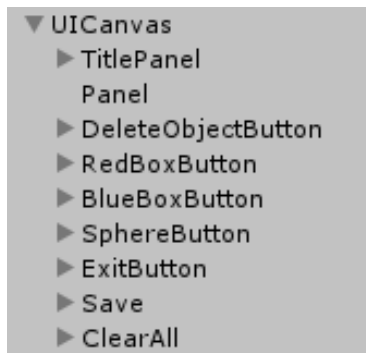 UICanvas
TitlePanel
Panel
DeleteObjectButton
RedBoxButton
BlueBoxButton
SphereButton
ExitButton
Save
ClearAll